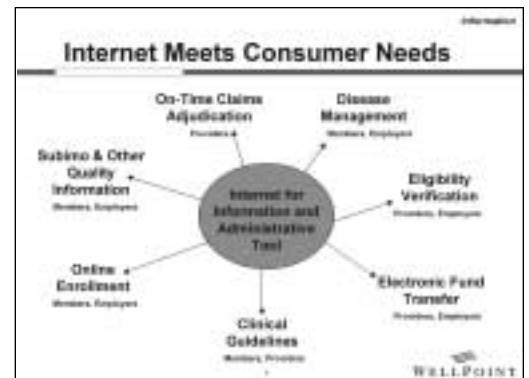 Information
Internet Meets Consumer Needs
On-Time Claims
Adjudication
Providers
Disease
Management
Members, Employers
Subimo & Other
Quality
Information
Members, Employers
Eligibility
Verification
Providers, Employers
Internet for
Information and
Administrative
Tool
Online
Enrollment
Members, Employers
Electronic Fund
Transfer
Providers, Employers
Clinical
Guidelines
Members, Providers
WELLPOINT